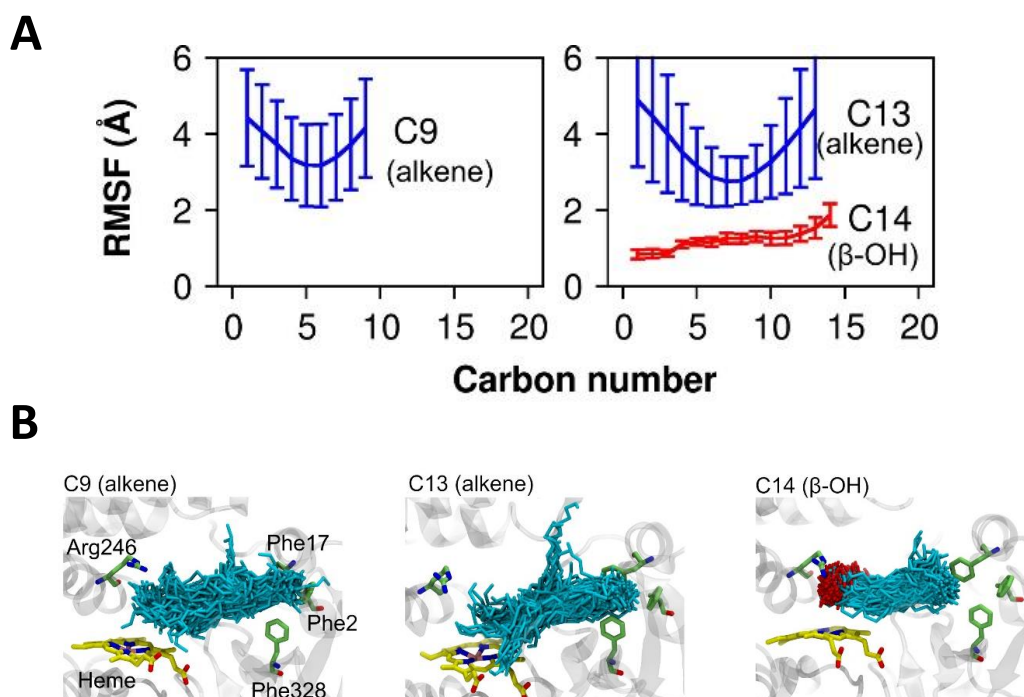 A
6
4
2
0
RMSF (Å)
C9
(alkene)
0 5 10 15 20
6
4
2
0
C13
(alkene)
C14
(β-OH)
0 5 10 15 20
Carbon number
B
C9 (alkene)
Arg246
Phe17
Phe2
Heme
Phe328
C13 (alkene)
C14 (β-OH)